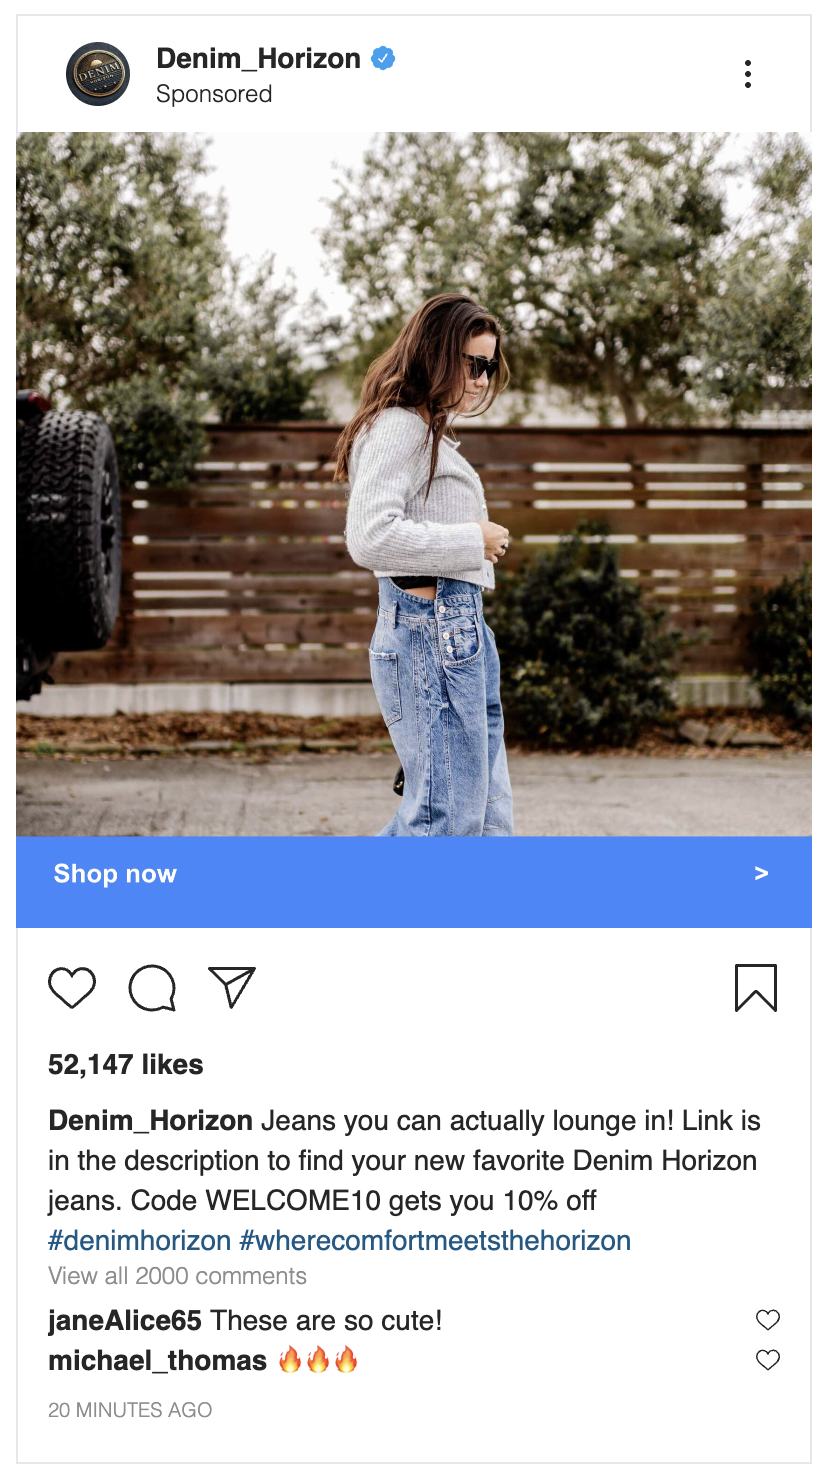 DENIM
HORIZON
Denim_Horizon
Sponsored
Shop now >
52,147 likes
Denim_Horizon Jeans you can actually lounge in! Link is
in the description to find your new favorite Denim Horizon
jeans. Code WELCOME10 gets you 10% off
#denimhorizon #wherecomfortmeetsthehorizon
View all 2000 comments
janeAlice65 These are so cute!
michael_thomas 🔥🔥🔥
20 MINUTES AGO